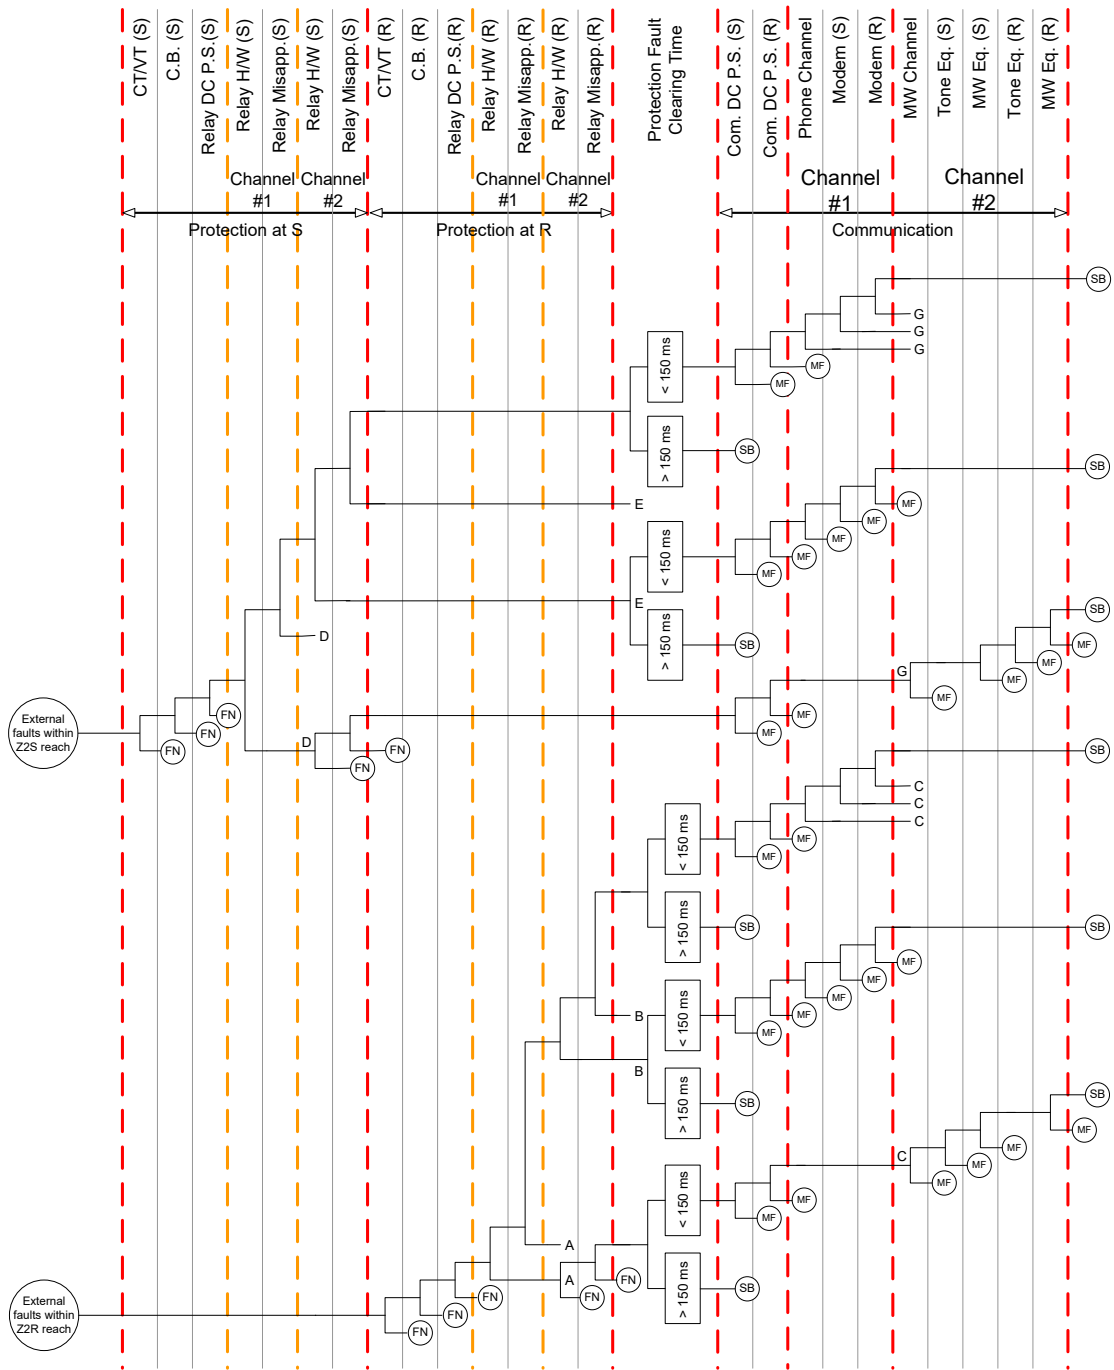 CT/VT (S)
C.B. (S)
Relay DC P.S.(S)
Relay H/W (S)
Relay Misapp.(S)
Relay H/W (S)
Relay Misapp.(S)
CT/VT (R)
C.B. (R)
Relay DC P.S.(R)
Relay H/W (R)
Relay Misapp.(R)
Relay H/W (R)
Relay Misapp.(R)
Protection Fault
Clearing Time
Com. DC P.S. (S)
Com. DC P.S. (R)
Phone Channel
Modem (S)
Modem (R)
MW Channel
Tone Eq. (S)
MW Eq. (S)
Tone Eq. (R)
MW Eq. (R)
Channel
#1
Channel
#2
Channel
#1
Channel
#2
Channel
#1
Channel
#2
Protection at S
Protection at R
Communication
SB
G
G
G
< 150 ms
MF
MF
> 150 ms
SB
SB
E
MF
MF
MF
< 150 ms
MF
MF
E
SB
D
> 150 ms
SB
MF
MF
G
MF
MF
External
faults within
Z2S reach
FN
FN
FN
MF
MF
D
FN
FN
SB
C
C
C
< 150 ms
MF
MF
> 150 ms
SB
SB
MF
MF
MF
B
< 150 ms
MF
MF
B
> 150 ms
SB
SB
MF
MF
C
MF
MF
< 150 ms
MF
MF
A
A
FN
FN
FN
FN
FN
> 150 ms
SB
External
faults within
Z2R reach